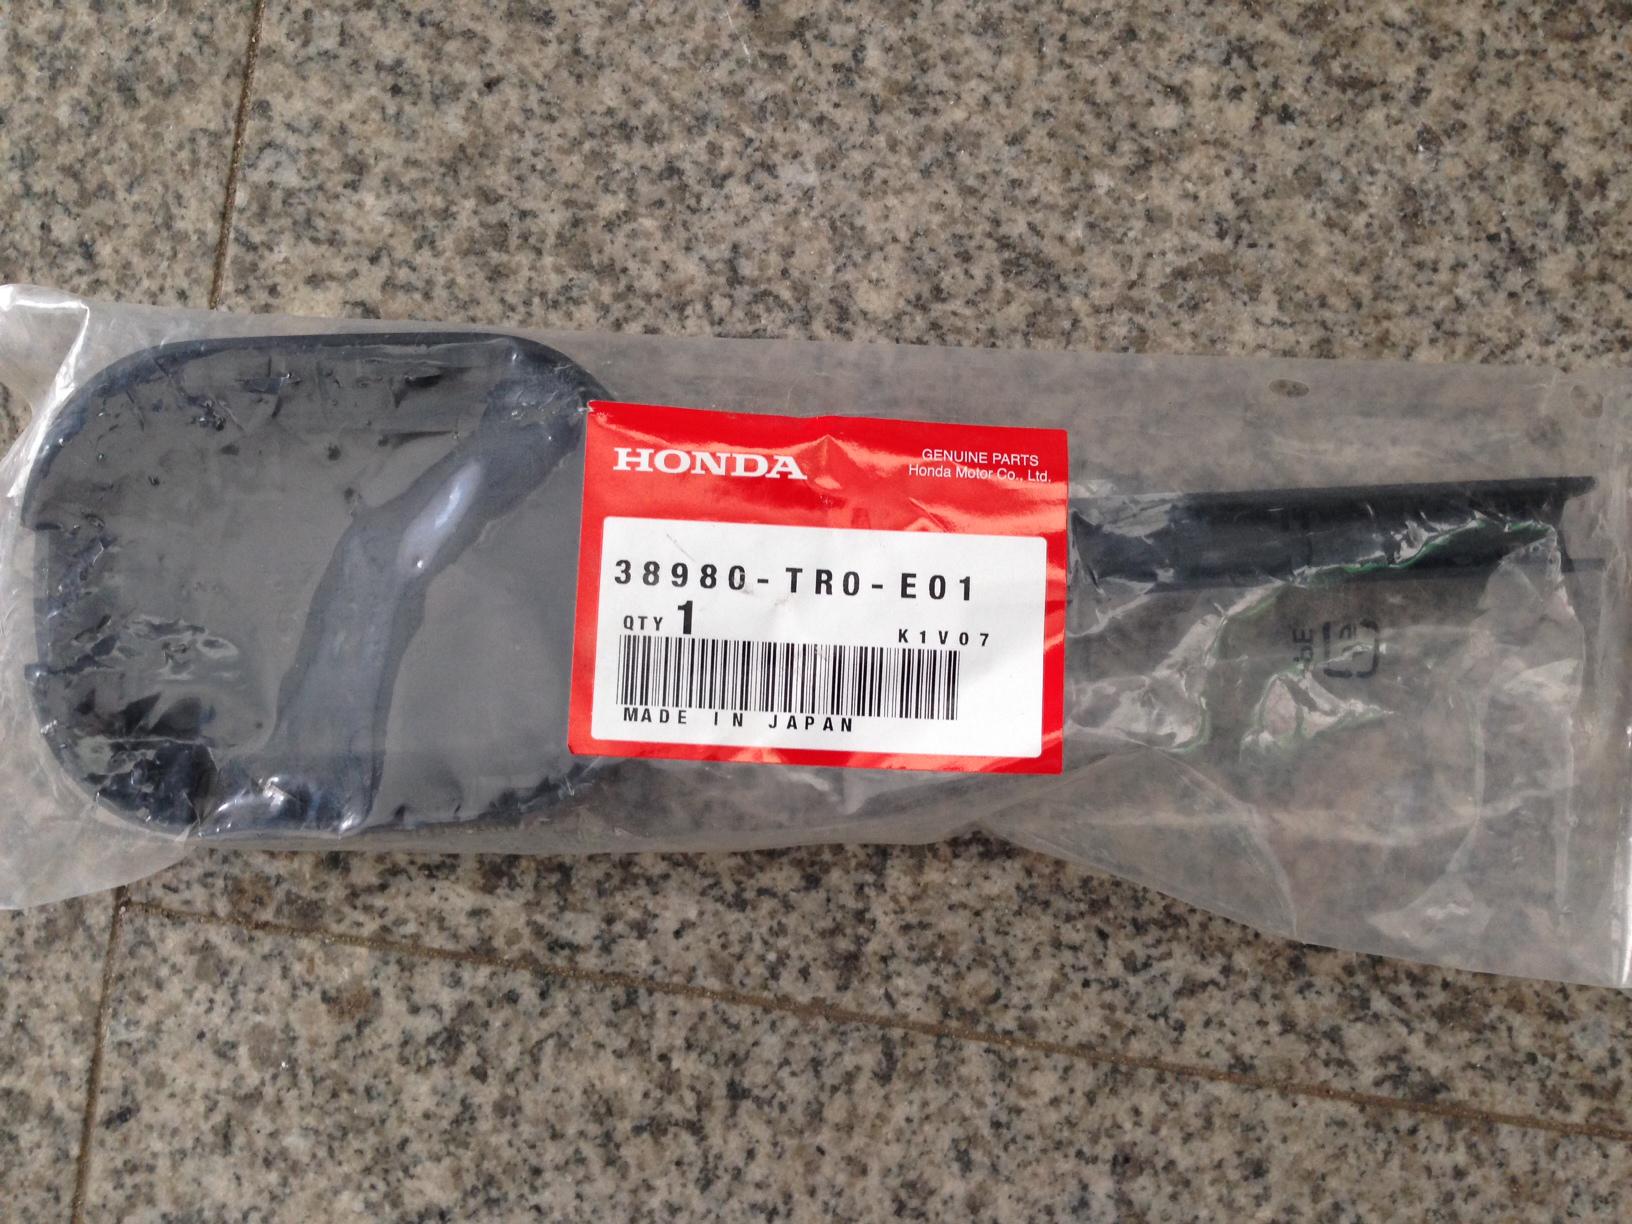 HONDA
GENUINE PARTS
Honda Motor Co., Ltd.
38980-TR0-E01
QTY 1
K1V07
MADE IN JAPAN